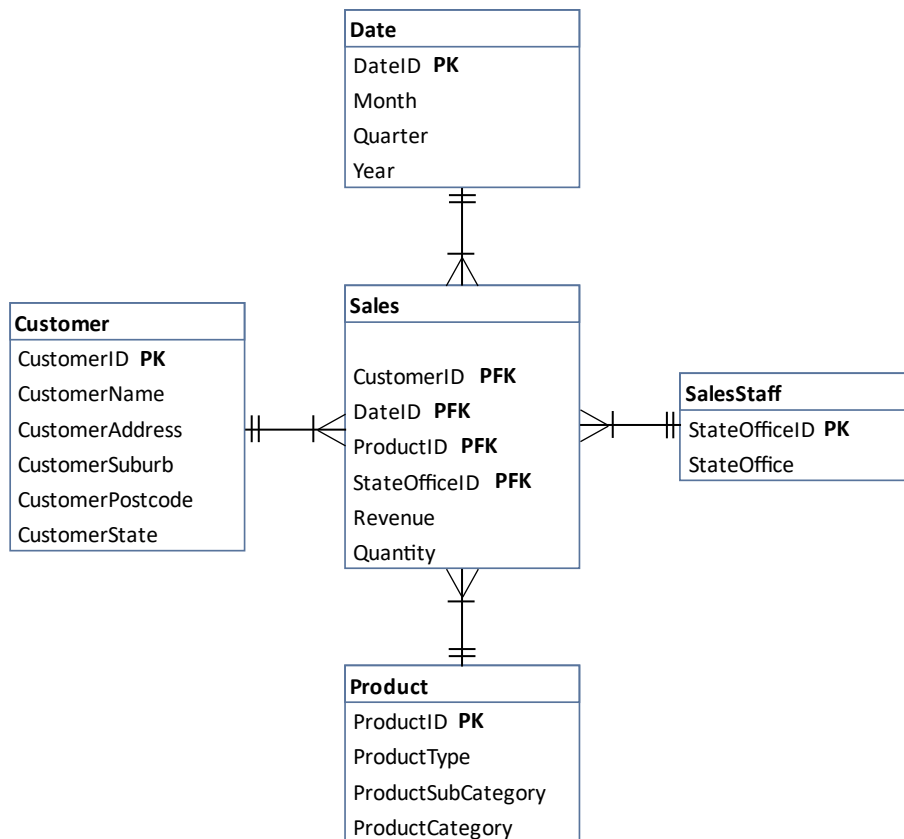 Date
DateID PK
Month
Quarter
Year
Customer
CustomerID PK
CustomerName
CustomerAddress
CustomerSuburb
CustomerPostcode
CustomerState
Sales
CustomerID PFK
DateID PFK
ProductID PFK
StateOfficeID PFK
Revenue
Quantity
SalesStaff
StateOfficeID PK
StateOffice
Product
ProductID PK
ProductType
ProductSubCategory
ProductCategory